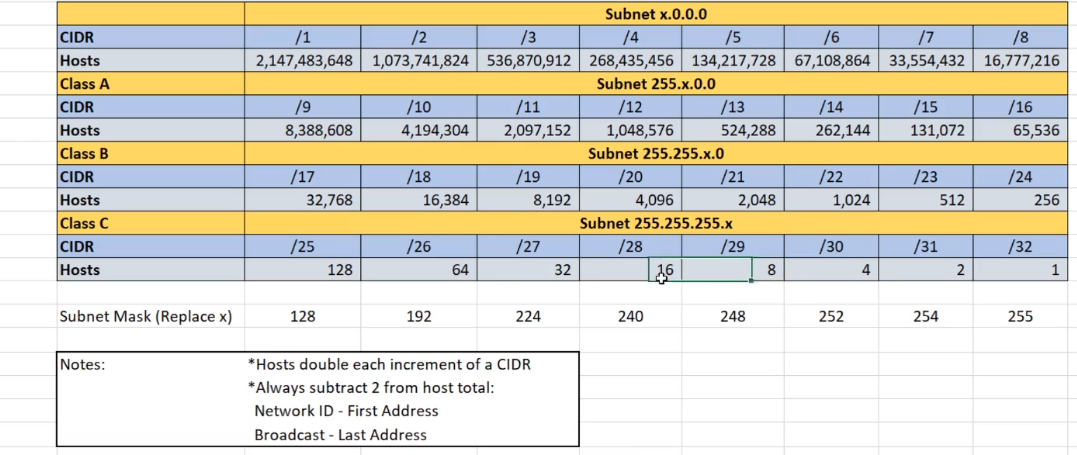 Subnet x.0.0.0
CIDR /1 /2 /3 /4 /5 /6 /7 /8
Hosts 2,147,483,648 1,073,741,824 536,870,912 268,435,456 134,217,728 67,108,864 33,554,432 16,777,216
Class A Subnet 255.x.0.0
CIDR /9 /10 /11 /12 /13 /14 /15 /16
Hosts 8,388,608 4,194,304 2,097,152 1,048,576 524,288 262,144 131,072 65,536
Class B Subnet 255.255.x.0
CIDR /17 /18 /19 /20 /21 /22 /23 /24
Hosts 32,768 16,384 8,192 4,096 2,048 1,024 512 256
Class C Subnet 255.255.255.x
CIDR /25 /26 /27 /28 /29 /30 /31 /32
Hosts 128 64 32 16 8 4 2 1
Subnet Mask (Replace x) 128 192 224 240 248 252 254 255
Notes: *Hosts double each increment of a CIDR
*Always subtract 2 from host total:
Network ID - First Address
Broadcast - Last Address